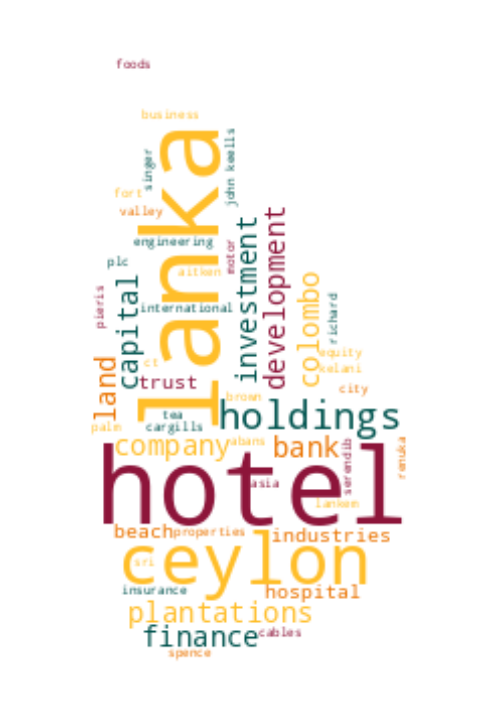 foods
business
lanka
singer
john keells
fort
valley
engineering
motor
plc
aitken
investment
development
capital
pieris
international
colombo
richard
equity
kelani
land
ct
trust
city
brown
palm
tea
cargills
holdings
company
abans
bank
serendib
renuka
hotel
asia
lankem
beach
properties
industries
ceylon
sri
insurance
hospital
plantations
finance
cables
spence